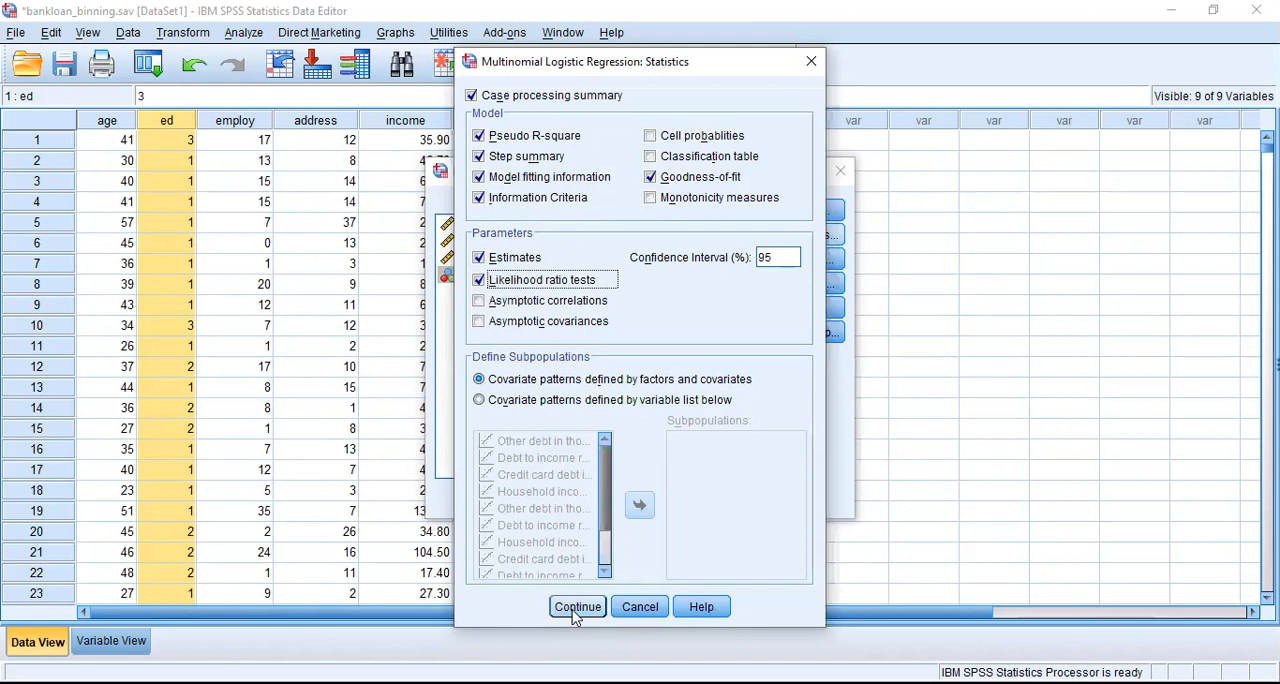 *bankloan_binning.sav [DataSet1] - IBM SPSS Statistics Data Editor
File Edit View Data Transform Analyze Direct Marketing Graphs Utilities Add-ons Window Help
1 : ed 3 Visible: 9 of 9 Variables
age ed employ address income var var var var var var
1 41 3 17 12 35.90
2 30 1 13 8
3 40 1 15 14
4 41 1 15 14
5 57 1 7 37
6 45 1 0 13
7 36 1 1 3
8 39 1 20 9
9 43 1 12 11
10 34 3 7 12
11 26 1 1 2
12 37 2 17 10
13 44 1 8 15
14 36 2 8 1
15 27 2 1 8
16 35 1 7 13
17 40 1 12 7
18 23 1 5 3
19 51 1 35 7
20 45 2 2 26 34.80
21 46 2 24 16 104.50
22 48 2 1 11 17.40
23 27 1 9 2 27.30
Multinomial Logistic Regression: Statistics
Case processing summary
Model
Pseudo R-square Cell probablities
Step summary Classification table
Model fitting information Goodness-of-fit
Information Criteria Monotonicity measures
Parameters
Estimates Confidence Interval (%): 95
Likelihood ratio tests
Asymptotic correlations
Asymptotic covariances
Define Subpopulations
Covariate patterns defined by factors and covariates
Covariate patterns defined by variable list below
Subpopulations:
Other debt in tho...
Debt to income r...
Credit card debt i...
Household inco...
Other debt in tho...
Debt to income r...
Household inco...
Credit card debt i...
Debt to income r...
Continue Cancel Help
Data View Variable View
IBM SPSS Statistics Processor is ready